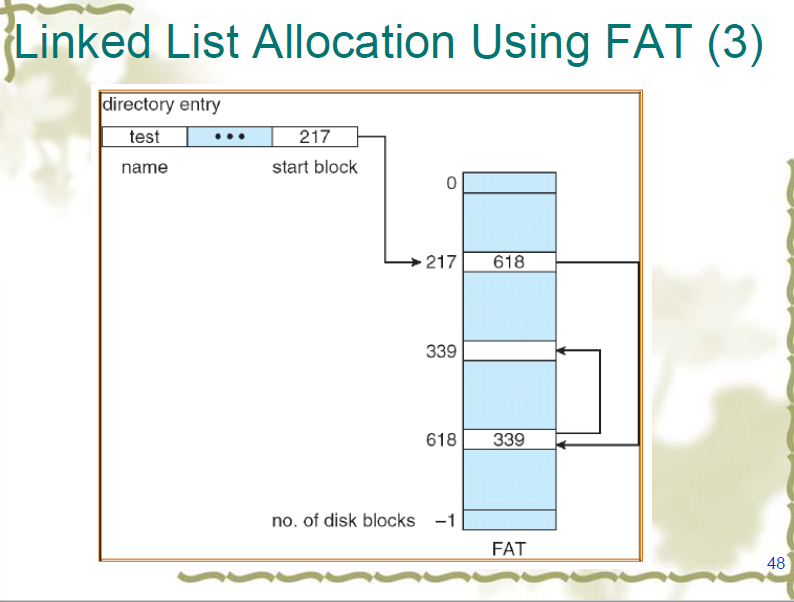 Linked List Allocation Using FAT (3)
directory entry
test ••• 217
name start block
0
217 618
339
618 339
no. of disk blocks –1
FAT
48